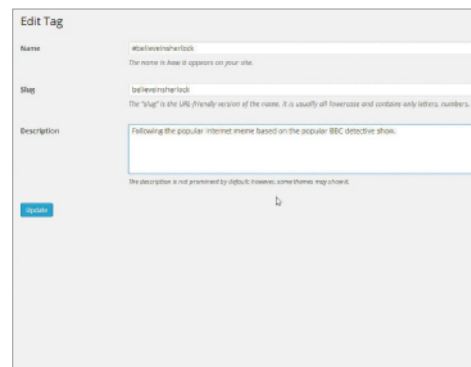 Edit Tag
Name
#believeinsherlock
The name is how it appears on your site.
Slug
believeinsherlock
The "slug" is the URL-friendly version of the name. It is usually all lowercase and contains only letters, numbers,
Description
Following the popular internet meme based on the popular BBC detective show.
The description is not prominent by default; however, some themes may show it.
Update